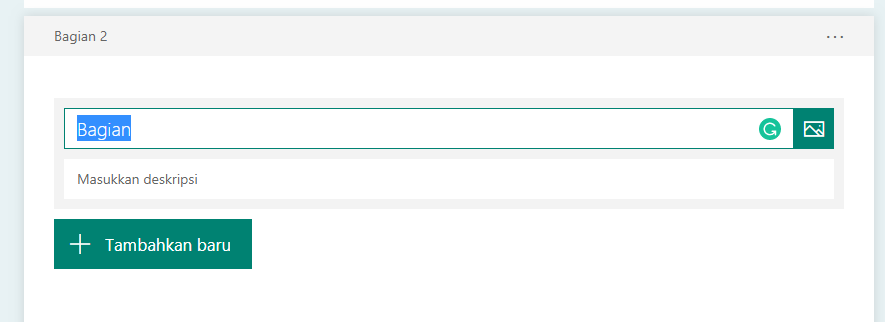 Bagian 2
Bagian
Masukkan deskripsi
Tambahkan baru